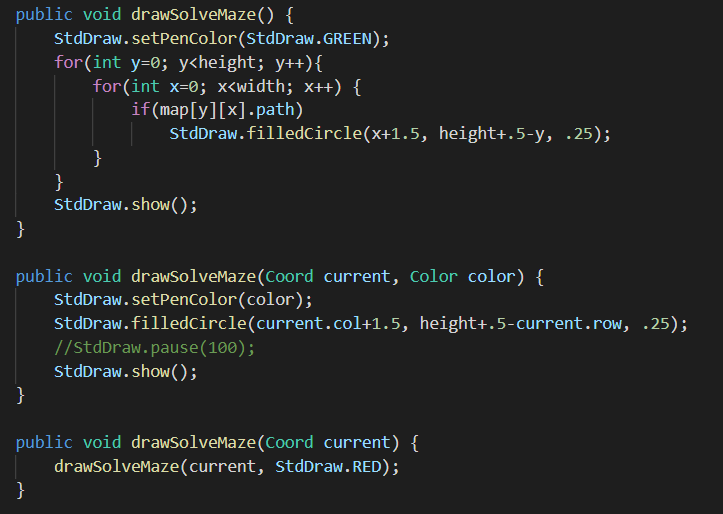 public void drawSolveMaze() {
    StdDraw.setPenColor(StdDraw.GREEN);
    for(int y=0; y<height; y++){
        for(int x=0; x<width; x++) {
            if(map[y][x].path)
                StdDraw.filledCircle(x+1.5, height+.5-y, .25);
        }
    }
    StdDraw.show();
}

public void drawSolveMaze(Coord current, Color color) {
    StdDraw.setPenColor(color);
    StdDraw.filledCircle(current.col+1.5, height+.5-current.row, .25);
    //StdDraw.pause(100);
    StdDraw.show();
}

public void drawSolveMaze(Coord current) {
    drawSolveMaze(current, StdDraw.RED);
}